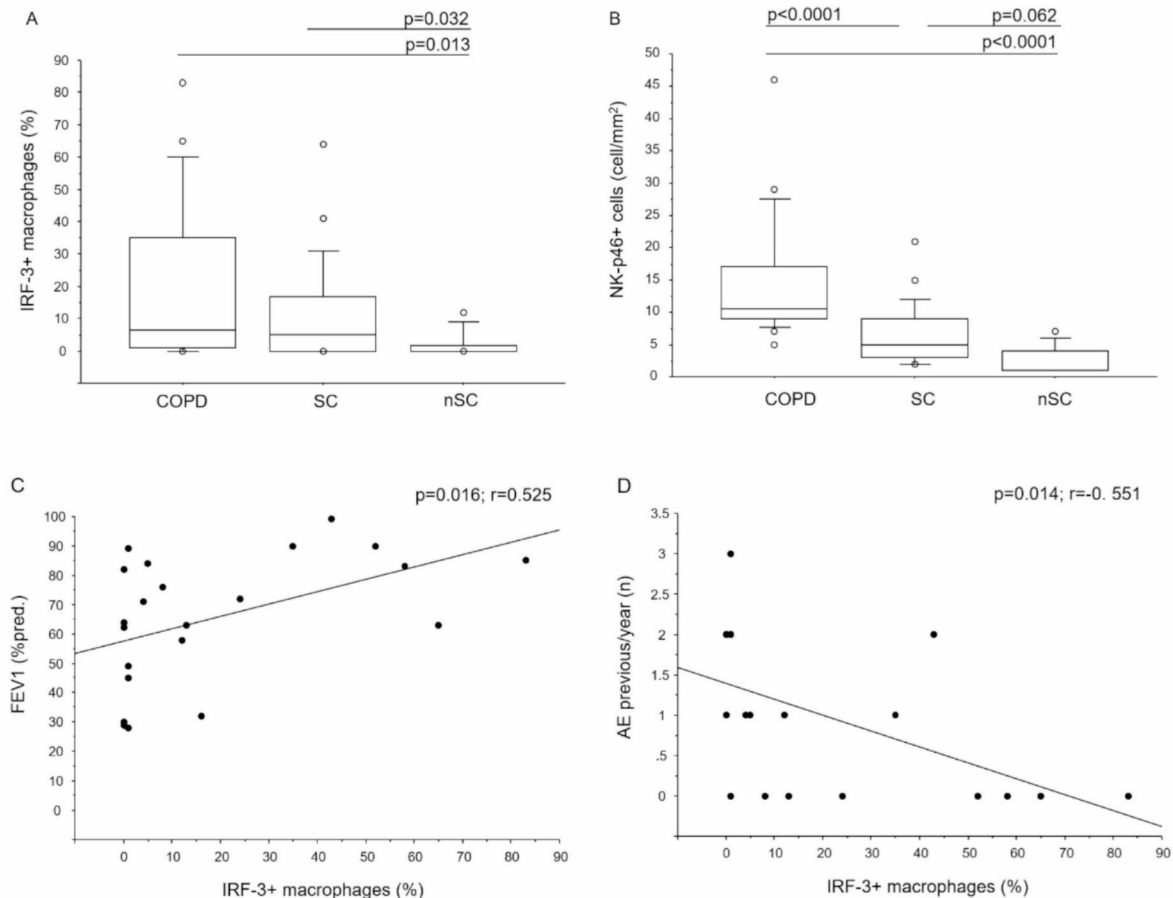 A
p=0.032
p=0.013
IRF-3+ macrophages (%)
90
80
70
60
50
40
30
20
10
0
COPD SC nSC
B
p<0.0001 p=0.062
p<0.0001
NK-p46+ cells (cell/mm²)
50
45
40
35
30
25
20
15
10
5
0
COPD SC nSC
C
p=0.016; r=0.525
FEV1 (%pred.)
100
90
80
70
60
50
40
30
90
10
0
0 10 20 30 40 50 60 70 80 90
IRF-3+ macrophages (%)
D
p=0.014; r=-0. 551
AE previous/year (n)
3.5
3
2.5
2
1.5
1
.5
0
0 10 20 30 40 50 60 70 80 90
IRF-3+ macrophages (%)